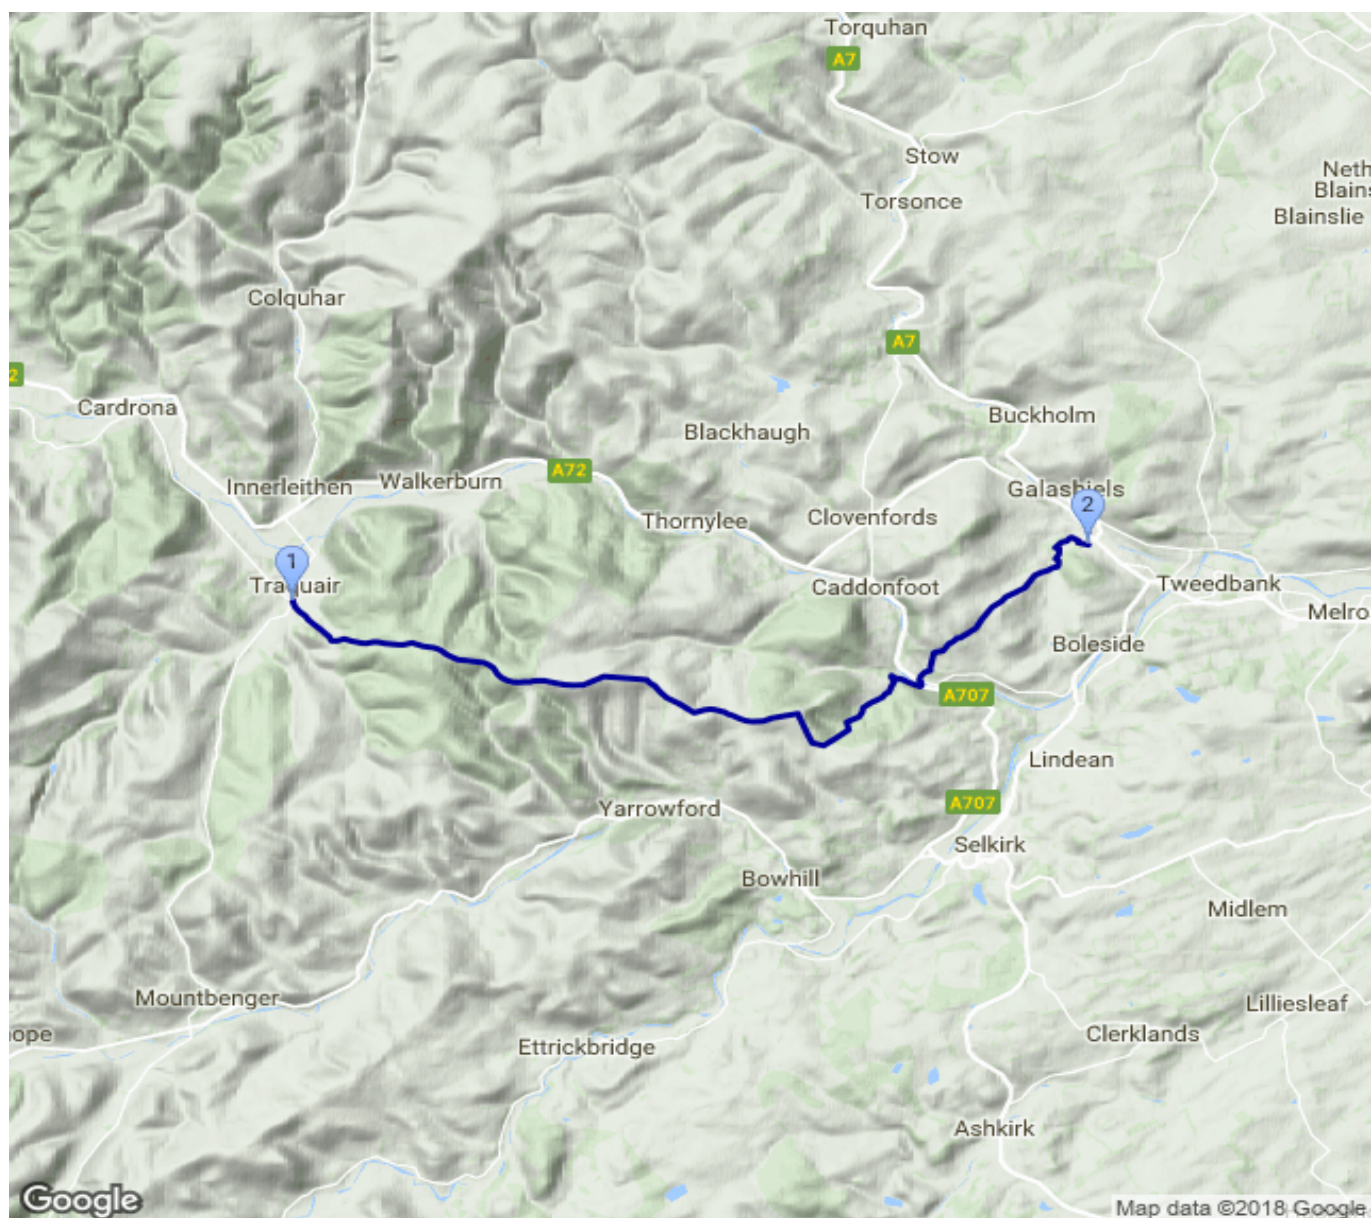 Torquhan
A7
Stow
Neth
Blains
Torsonce
Blainslie
Colquhar
A7
2
Cardrona
Buckholm
Blackhaugh
A72
Walkerburn
Innerleithen
Galashiels
2
Clovenfords
Thornylee
1
Traquair
Caddonfoot
Tweedbank
Melro
Boleside
A707
Lindean
A707
Yarrowford
Selkirk
Bowhill
Midlem
Mountbenger
Lilliesleaf
ope
Clerklands
Ettrickbridge
Ashkirk
Google
Map data ©2018 Google